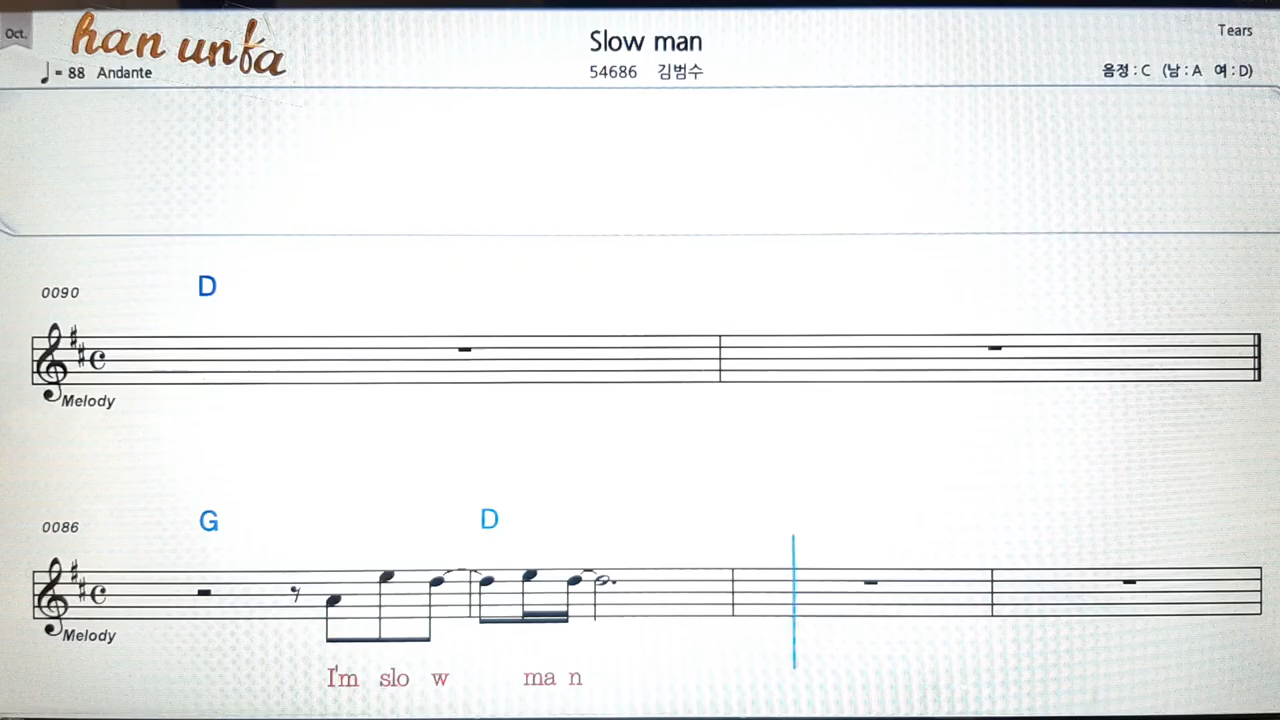 Oct.
han unfa
Slow man
Tears
♩ = 88 Andante
54686 김범수
음정 : C (남 : A 여 : D)
0090
D
Melody
0086
G D
Melody
I'm slo w ma n